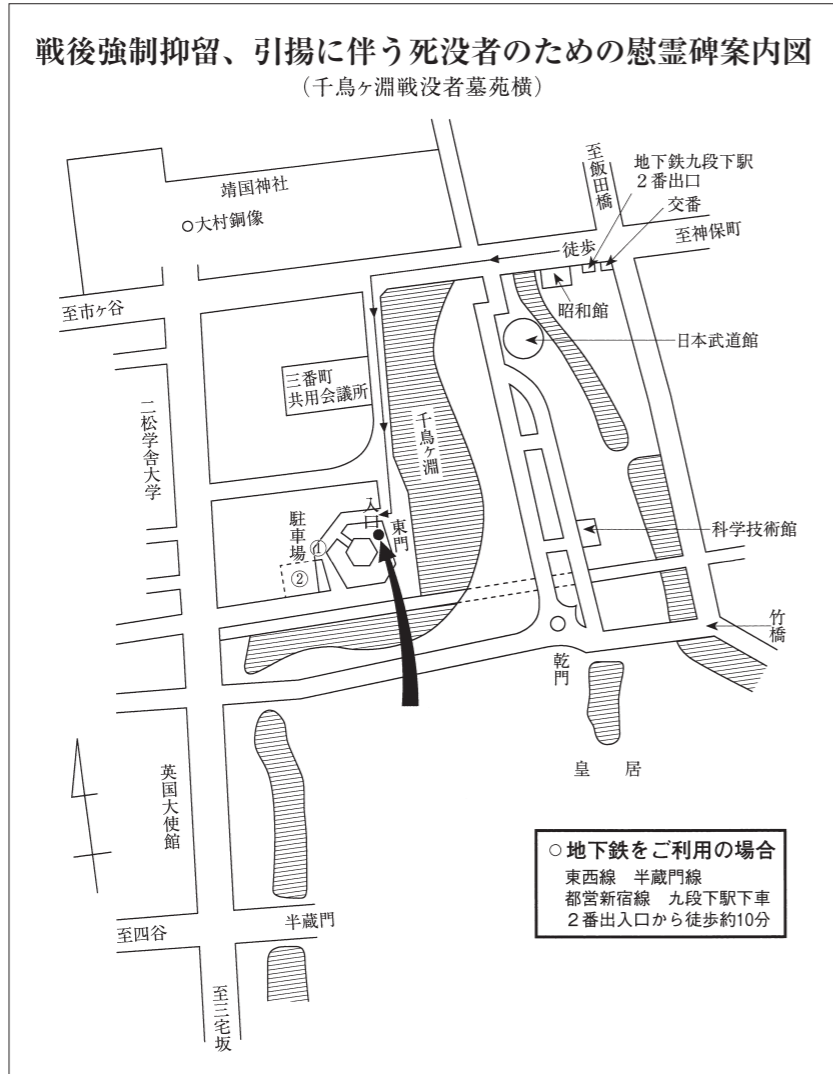 戦後強制抑留、引揚に伴う死没者のための慰霊碑案内図
（千鳥ヶ淵戦没者墓苑横）
靖国神社
大村銅像
至飯田橋
地下鉄九段下駅
２番出口
交番
徒歩
至神保町
至市ヶ谷
昭和館
日本武道館
三番町
共用会議所
千鳥ヶ淵
二松学舎大学
入口
東門
駐車場
①
②
科学技術館
竹橋
乾門
皇居
英国大使館
○地下鉄をご利用の場合
東西線　半蔵門線
都営新宿線　九段下駅下車
２番出入口から徒歩約10分
半蔵門
至四谷
至三宅坂